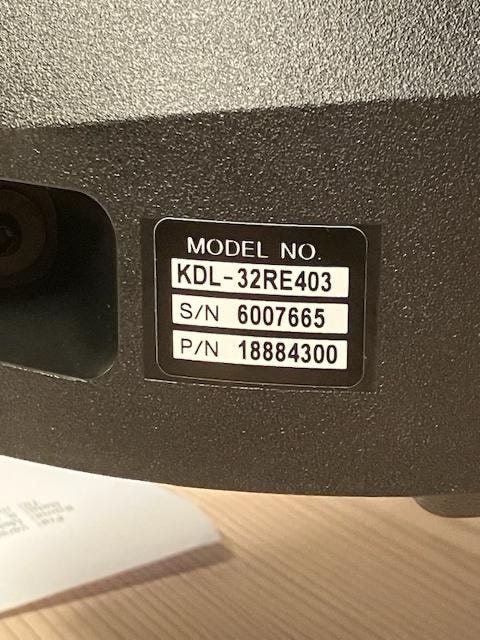 MODEL NO.
KDL-32RE403
S/N 6007665
P/N 18884300